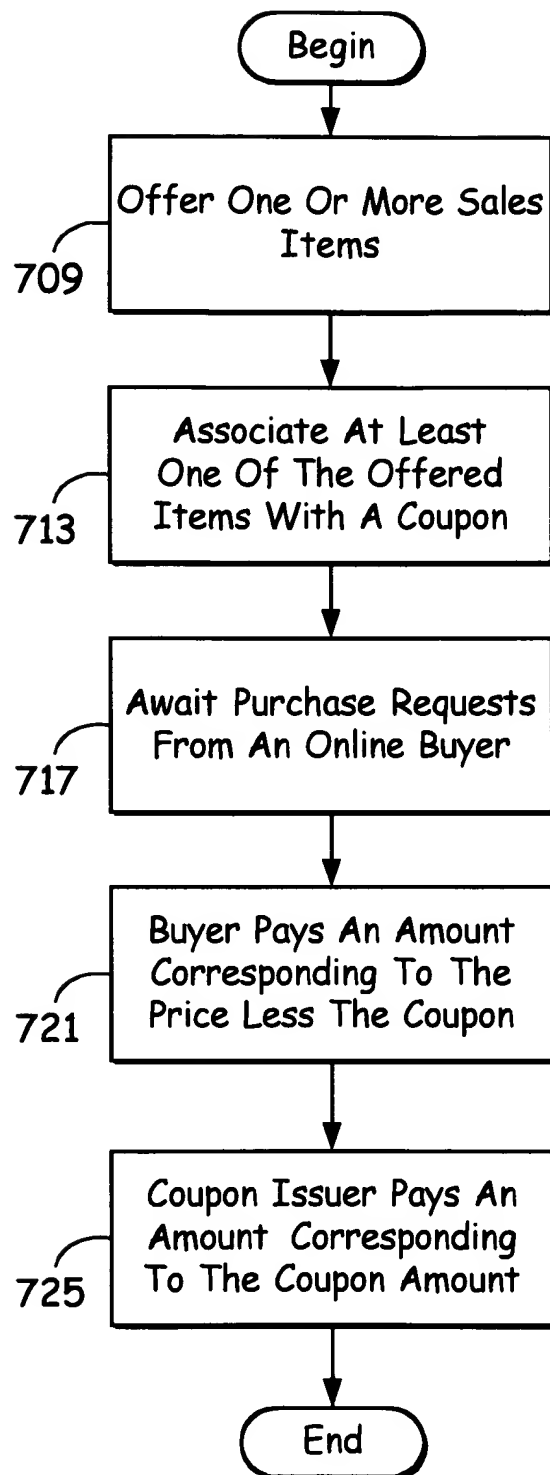 Begin
Offer One Or More Sales
Items
709
Associate At Least
One Of The Offered
Items With A Coupon
713
Await Purchase Requests
From An Online Buyer
717
Buyer Pays An Amount
Corresponding To The
Price Less The Coupon
721
Coupon Issuer Pays An
Amount Corresponding
To The Coupon Amount
725
End